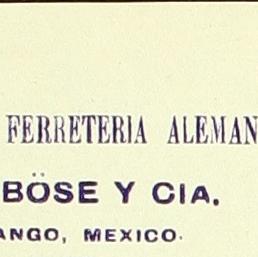 FERRETERIA ALEMAN
BÖSE Y CIA.
ANGO, MEXICO.